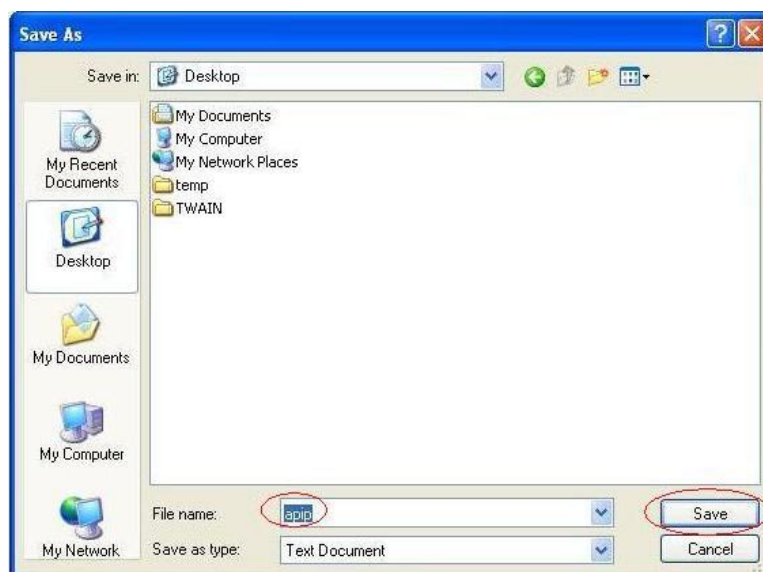 Save As
Save in: Desktop
My Recent
Documents
Desktop
My Documents
My Computer
My Network
My Documents
My Computer
My Network Places
temp
TWAIN
File name: apip
Save
Save as type: Text Document
Cancel